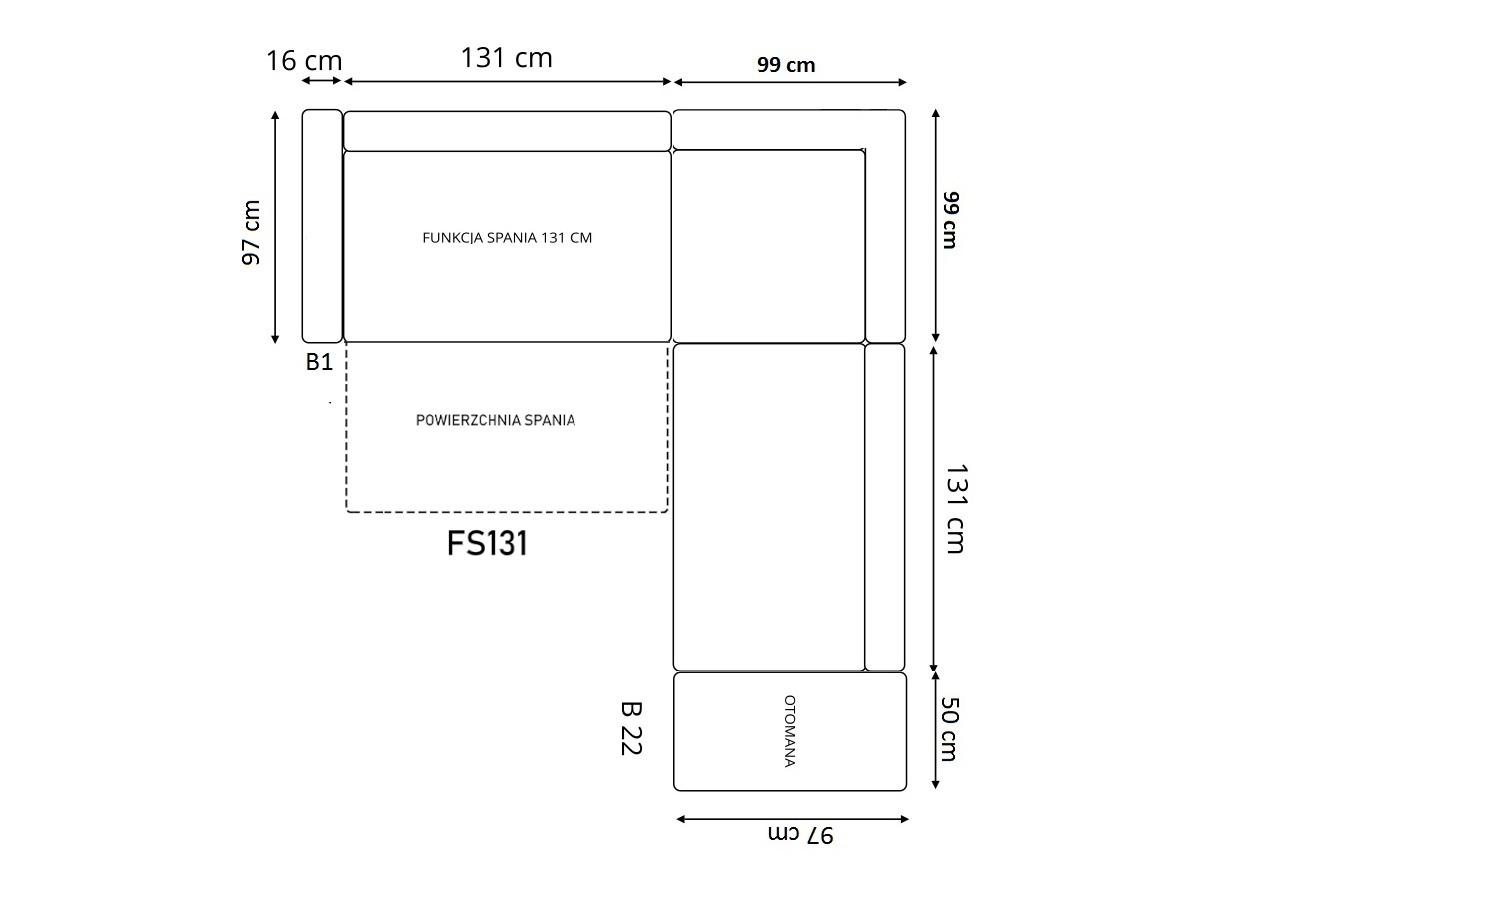 16 cm
131 cm
99 cm
97 cm
99 cm
FUNKCJA SPANIA 131 CM
B1
POWIERZCHNIA SPANIA
FS131
131 cm
B 22
OTOMANA
50 cm
97 cm